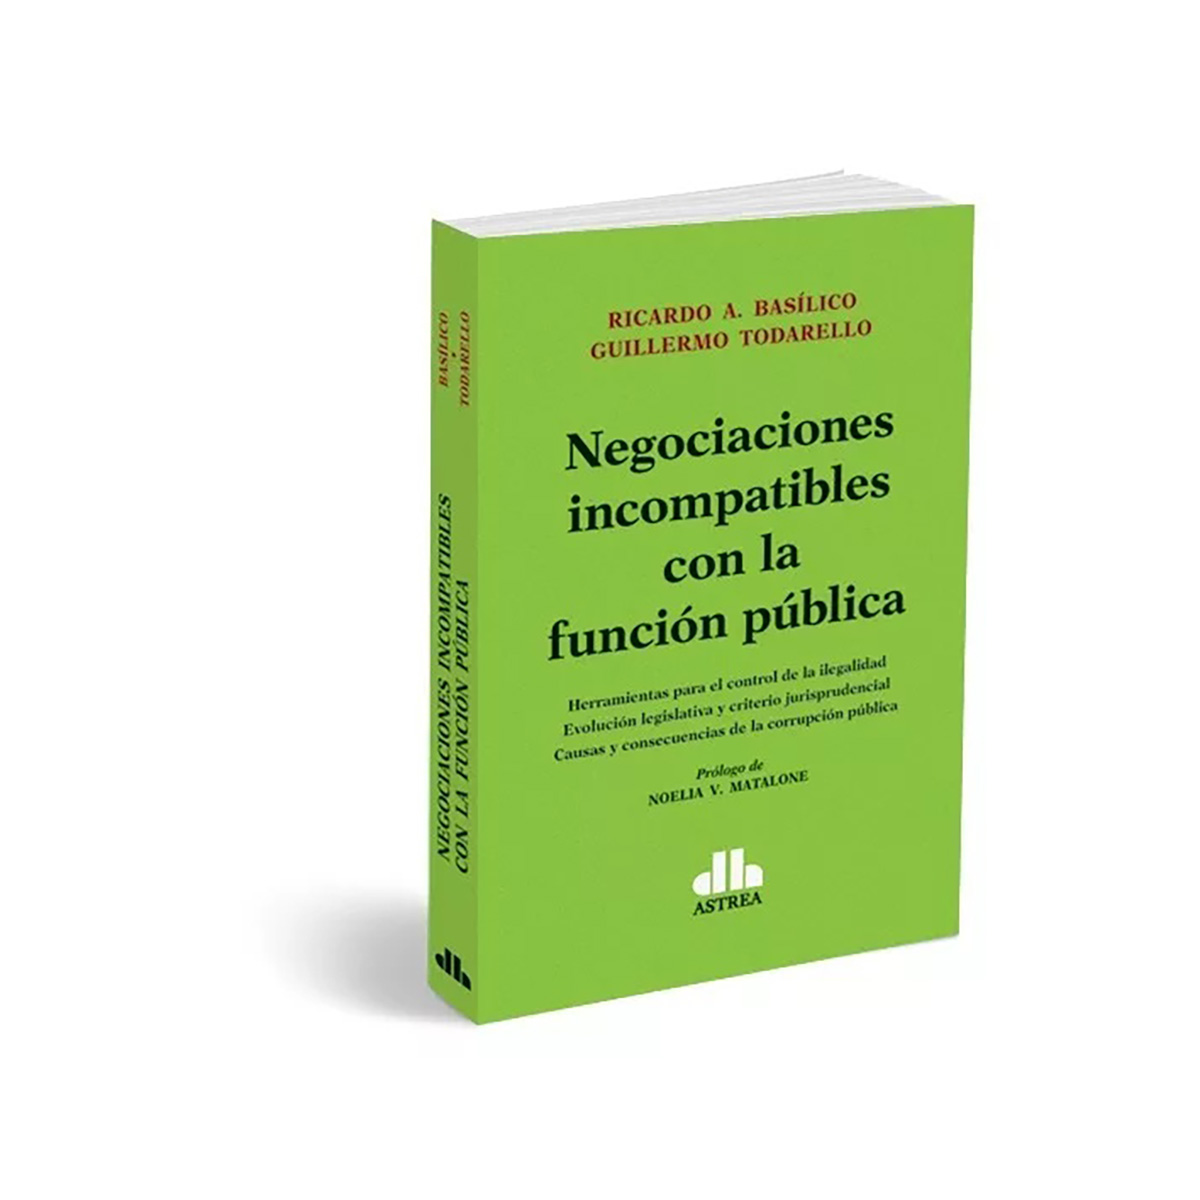 RICARDO A. BASÍLICO
GUILLERMO TODARELLO
Negociaciones
incompatibles
con la
función pública
Herramientas para el control de la ilegalidad
Evolución legislativa y criterio jurisprudencial
Causas y consecuencias de la corrupción pública
Prólogo de
NOELIA V. MATALONE
ASTREA
BASÍLICO
TODARELLO
NEGOCIACIONES INCOMPATIBLES
CON LA FUNCIÓN PÚBLICA